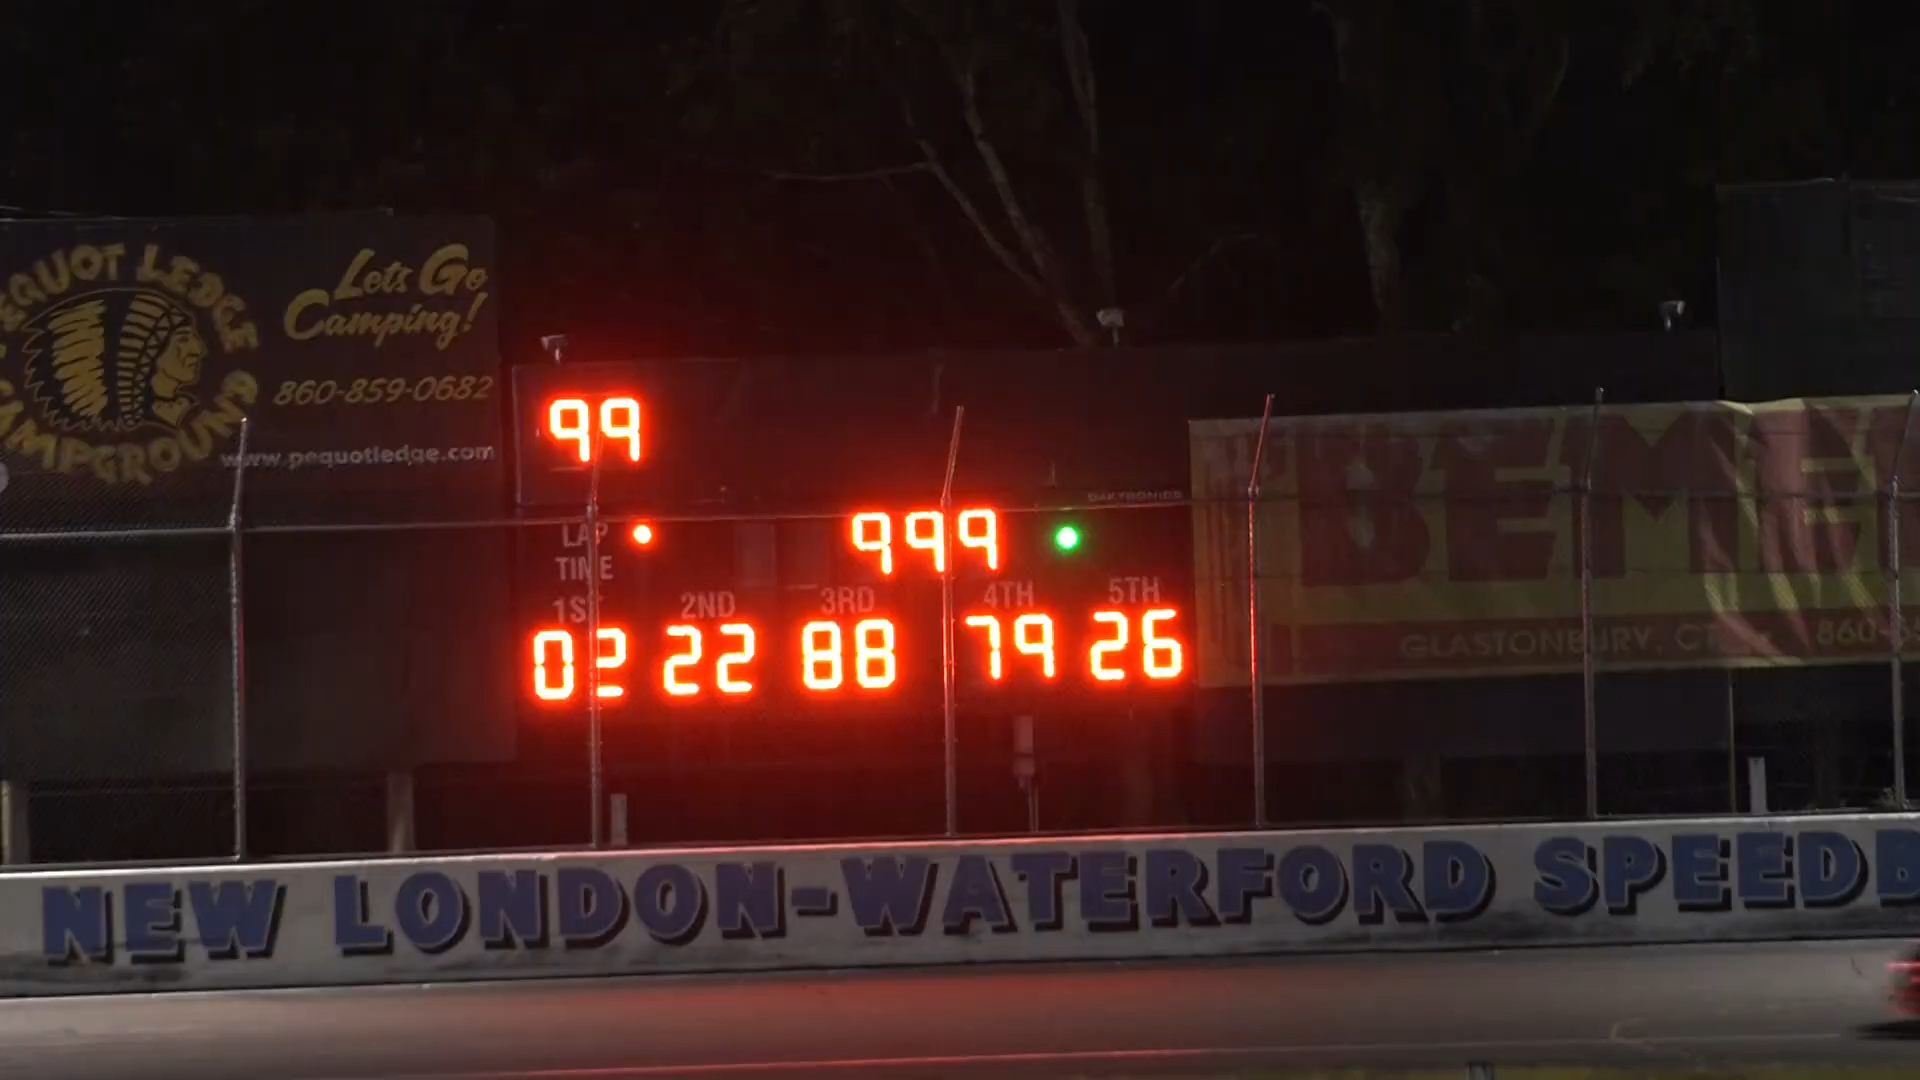 PEQUOT LEDGE
CAMPGROUND
Lets Go
Camping!
860-859-0682
www.pequotledge.com
99
DAKTRONICS
LAP
TIME
999
1ST 2ND 3RD 4TH 5TH
02 22 88 79 26
GLASTONBURY, CT
NEW LONDON-WATERFORD SPEEDB